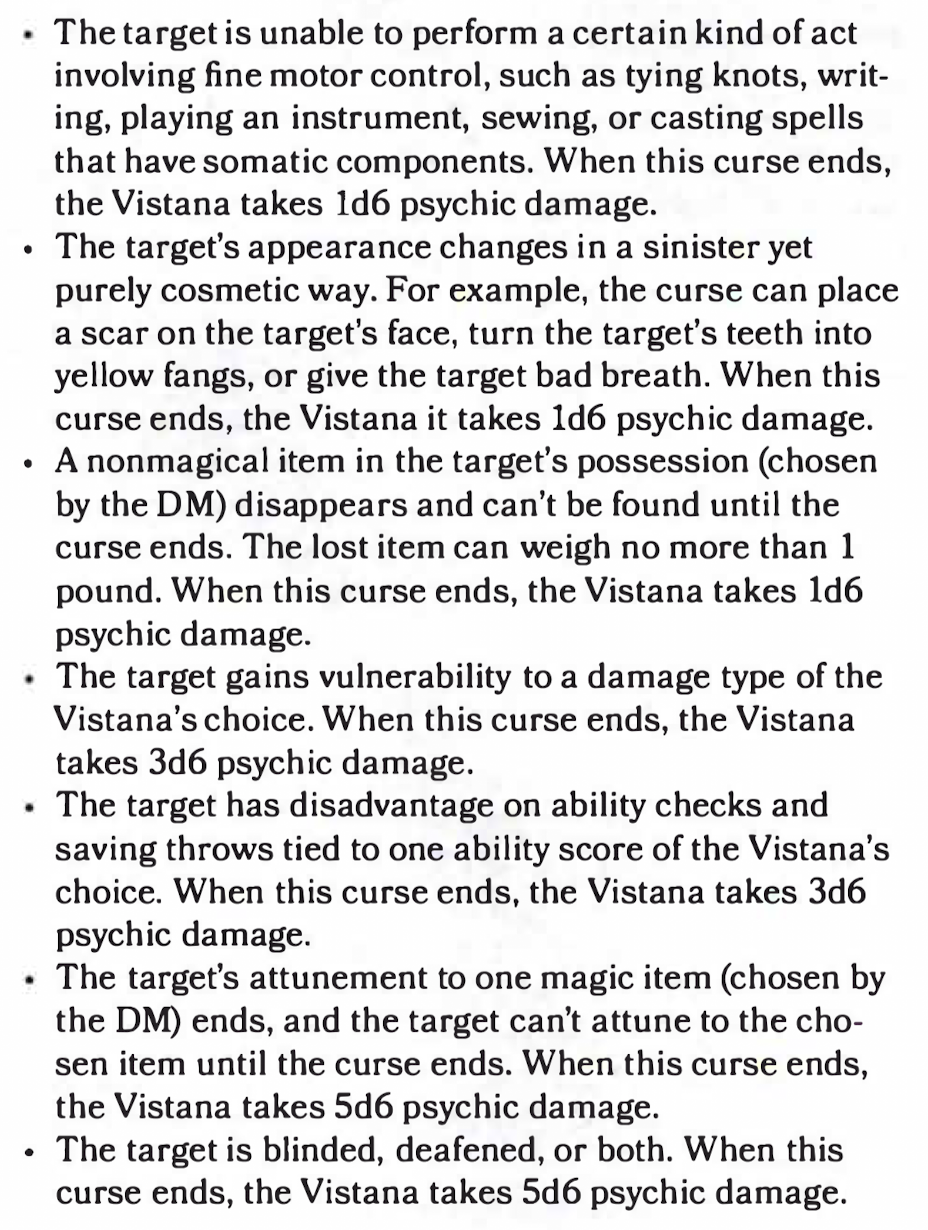 • The target is unable to perform a certain kind of act
involving fine motor control, such as tying knots, writ-
ing, playing an instrument, sewing, or casting spells
that have somatic components. When this curse ends,
the Vistana takes 1d6 psychic damage.
• The target's appearance changes in a sinister yet
purely cosmetic way. For example, the curse can place
a scar on the target's face, turn the target's teeth into
yellow fangs, or give the target bad breath. When this
curse ends, the Vistana it takes 1d6 psychic damage.
• A nonmagical item in the target's possession (chosen
by the DM) disappears and can't be found until the
curse ends. The lost item can weigh no more than 1
pound. When this curse ends, the Vistana takes 1d6
psychic damage.
• The target gains vulnerability to a damage type of the
Vistana's choice. When this curse ends, the Vistana
takes 3d6 psychic damage.
• The target has disadvantage on ability checks and
saving throws tied to one ability score of the Vistana's
choice. When this curse ends, the Vistana takes 3d6
psychic damage.
• The target's attunement to one magic item (chosen by
the DM) ends, and the target can't attune to the cho-
sen item until the curse ends. When this curse ends,
the Vistana takes 5d6 psychic damage.
• The target is blinded, deafened, or both. When this
curse ends, the Vistana takes 5d6 psychic damage.